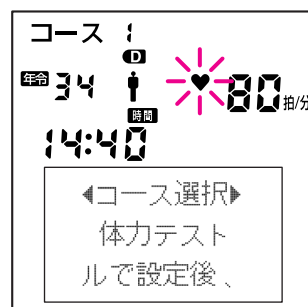 コース 1
D
年令 34 80 拍/分
時間
14:40
◀コース選択▶
体力テスト
ルで設定後、